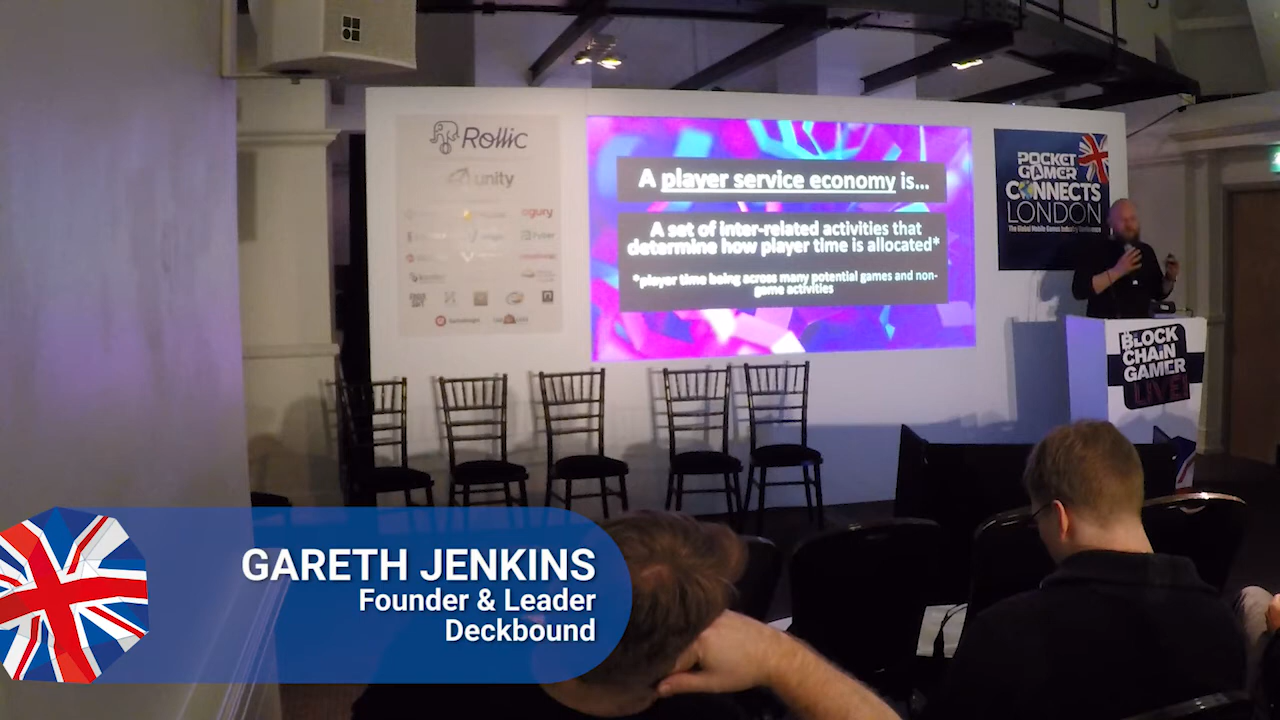 Rollic
unity
A player service economy is...
A set of inter-related activities that
determine how player time is allocated*
*player time being across many potential games and non-
game activities
POCKET
GAMER
CONNECTS
LONDON
The Global Mobile Games Industry Conference
BLOCK
CHAIN
GAMER
LIVE!
GARETH JENKINS
Founder & Leader
Deckbound